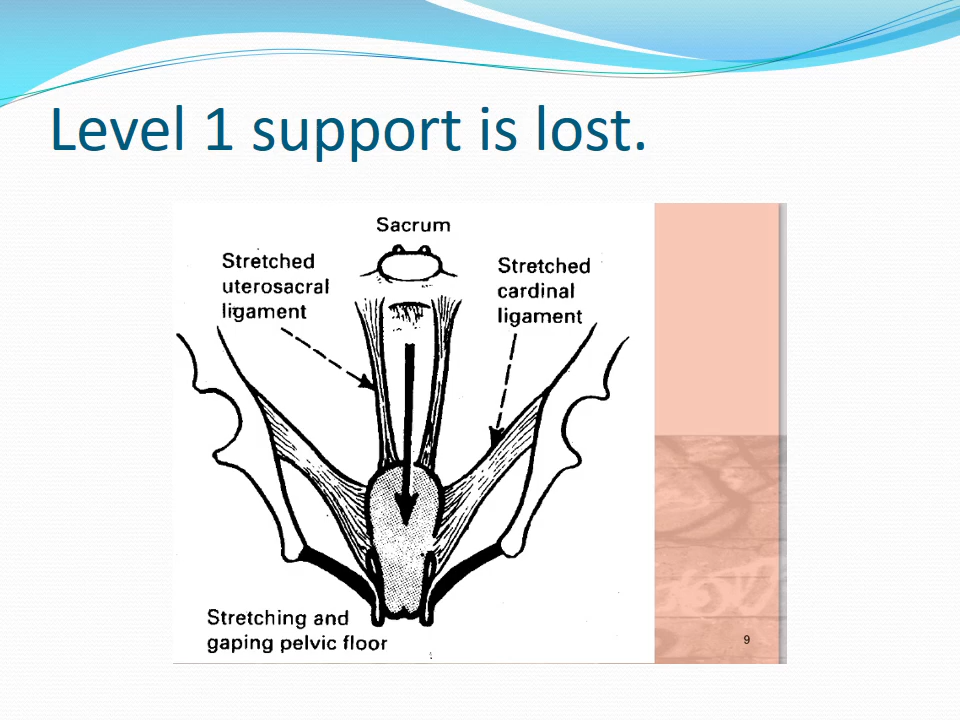 Level 1 support is lost.
Sacrum
Stretched
uterosacral
ligament
Stretched
cardinal
ligament
Stretching and
gaping pelvic floor
9